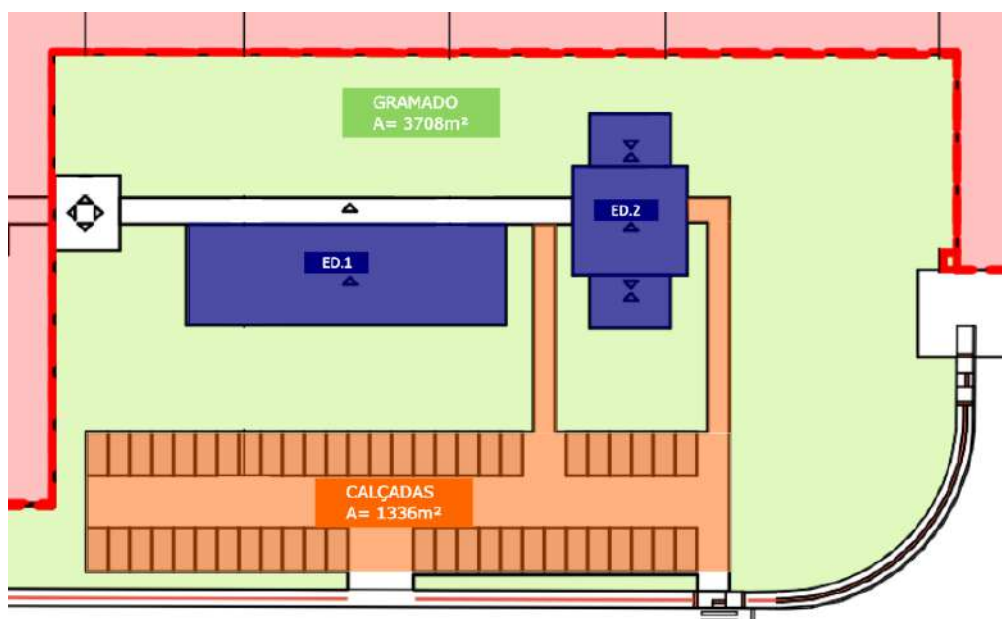 GRAMADO
A= 3708m²
ED.2
ED.1
CALÇADAS
A= 1336m²